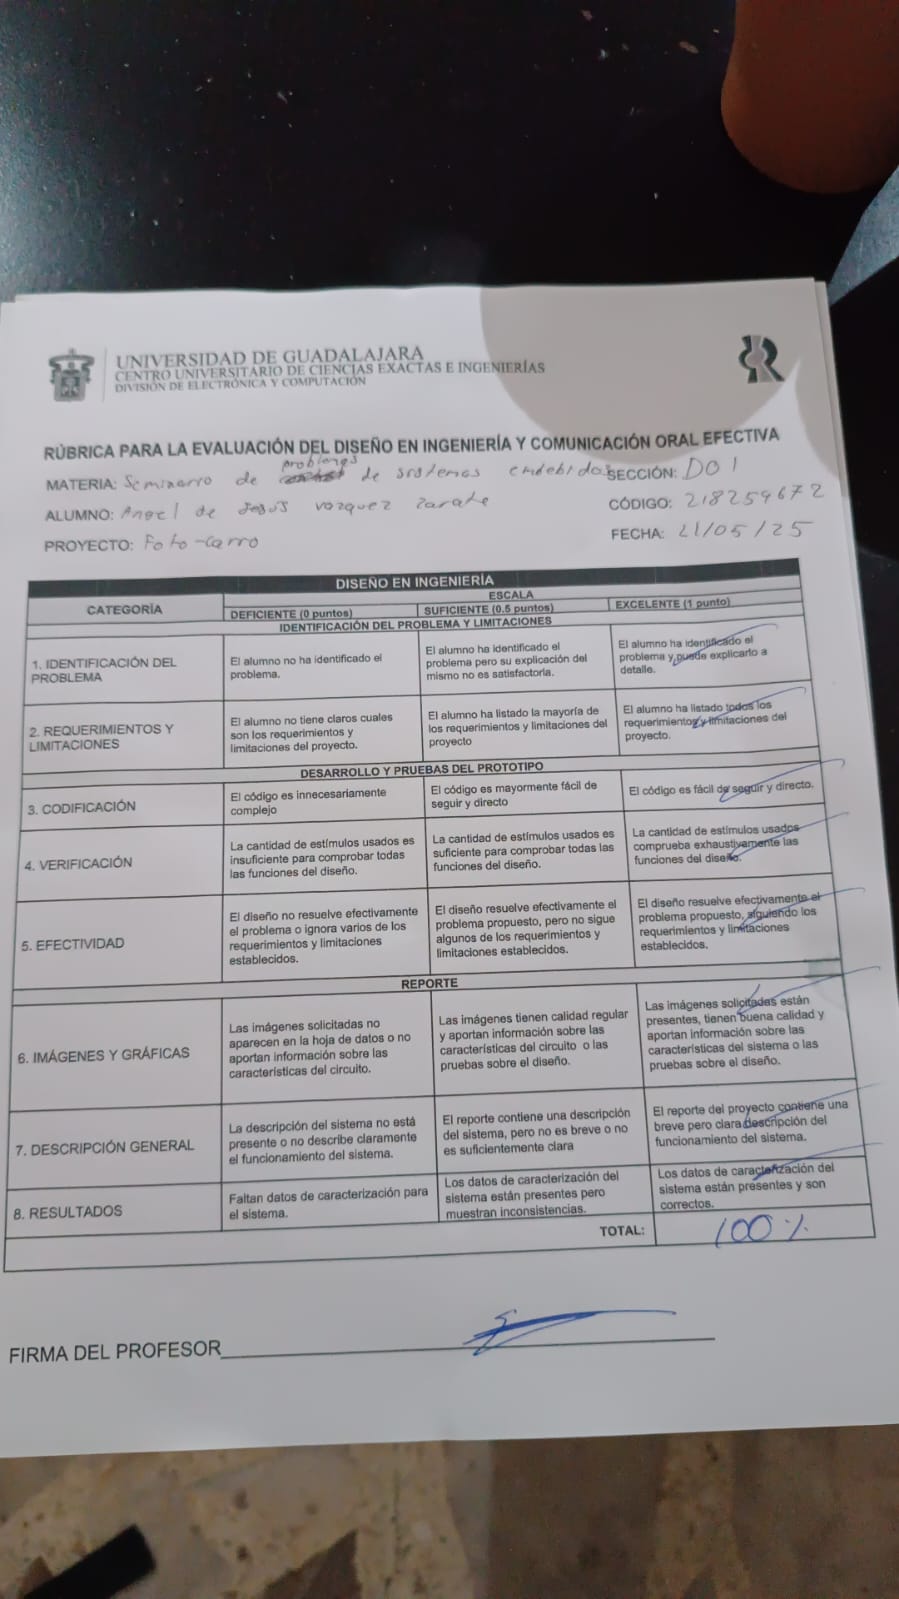 UNIVERSIDAD DE GUADALAJARA
CENTRO UNIVERSITARIO DE CIENCIAS EXACTAS E INGENIERÍAS
DIVISIÓN DE ELECTRÓNICA Y COMPUTACIÓN
RÚBRICA PARA LA EVALUACIÓN DEL DISEÑO EN INGENIERÍA Y COMUNICACIÓN ORAL EFECTIVA
MATERIA: Seminario de problemas de sistemas embebidos SECCIÓN: D01
ALUMNO: Angel de Jesus Vazquez Zarate CÓDIGO: 218259672
PROYECTO: Foto-Carro FECHA: 21/05/25
DISEÑO EN INGENIERÍA
CATEGORÍA
ESCALA
DEFICIENTE (0 puntos) SUFICIENTE (0.5 puntos) EXCELENTE (1 punto)
IDENTIFICACIÓN DEL PROBLEMA Y LIMITACIONES
1. IDENTIFICACIÓN DEL
PROBLEMA
El alumno no ha identificado el
problema.
El alumno ha identificado el
problema pero su explicación del
mismo no es satisfactoria.
El alumno ha identificado el
problema y puede explicarlo a
detalle.
2. REQUERIMIENTOS Y
LIMITACIONES
El alumno no tiene claros cuales
son los requerimientos y
limitaciones del proyecto.
El alumno ha listado la mayoría de
los requerimientos y limitaciones del
proyecto
El alumno ha listado todos los
requerimientos y limitaciones del
proyecto.
DESARROLLO Y PRUEBAS DEL PROTOTIPO
3. CODIFICACIÓN
El código es innecesariamente
complejo
El código es mayormente fácil de
seguir y directo
El código es fácil de seguir y directo.
4. VERIFICACIÓN
La cantidad de estímulos usados es
insuficiente para comprobar todas
las funciones del diseño.
La cantidad de estímulos usados es
suficiente para comprobar todas las
funciones del diseño.
La cantidad de estímulos usados
comprueba exhaustivamente las
funciones del diseño.
5. EFECTIVIDAD
El diseño no resuelve efectivamente
el problema o ignora varios de los
requerimientos y limitaciones
establecidos.
El diseño resuelve efectivamente el
problema propuesto, pero no sigue
algunos de los requerimientos y
limitaciones establecidos.
El diseño resuelve efectivamente el
problema propuesto, siguiendo los
requerimientos y limitaciones
establecidos.
REPORTE
6. IMÁGENES Y GRÁFICAS
Las imágenes solicitadas no
aparecen en la hoja de datos o no
aportan información sobre las
características del circuito.
Las imágenes tienen calidad regular
y aportan información sobre las
características del circuito o las
pruebas sobre el diseño.
Las imágenes solicitadas están
presentes, tienen buena calidad y
aportan información sobre las
características del sistema o las
pruebas sobre el diseño.
7. DESCRIPCIÓN GENERAL
La descripción del sistema no está
presente o no describe claramente
el funcionamiento del sistema.
El reporte contiene una descripción
del sistema, pero no es breve o no
es suficientemente clara
El reporte del proyecto contiene una
breve pero clara descripción del
funcionamiento del sistema.
8. RESULTADOS
Faltan datos de caracterización para
el sistema.
Los datos de caracterización del
sistema están presentes pero
muestran inconsistencias.
Los datos de caracterización del
sistema están presentes y son
correctos.
TOTAL: 100 %
FIRMA DEL PROFESOR